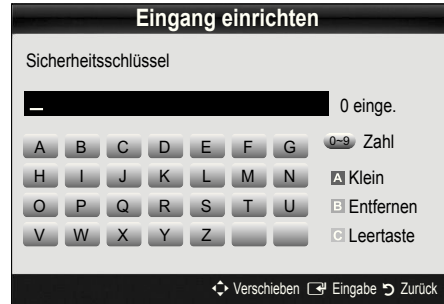 Eingang einrichten
Sicherheitsschlüssel
_ 0 einge.
A B C D E F G 0~9 Zahl
H I J K L M N A Klein
O P Q R S T U B Entfernen
V W X Y Z C Leertaste
Verschieben Eingabe Zurück